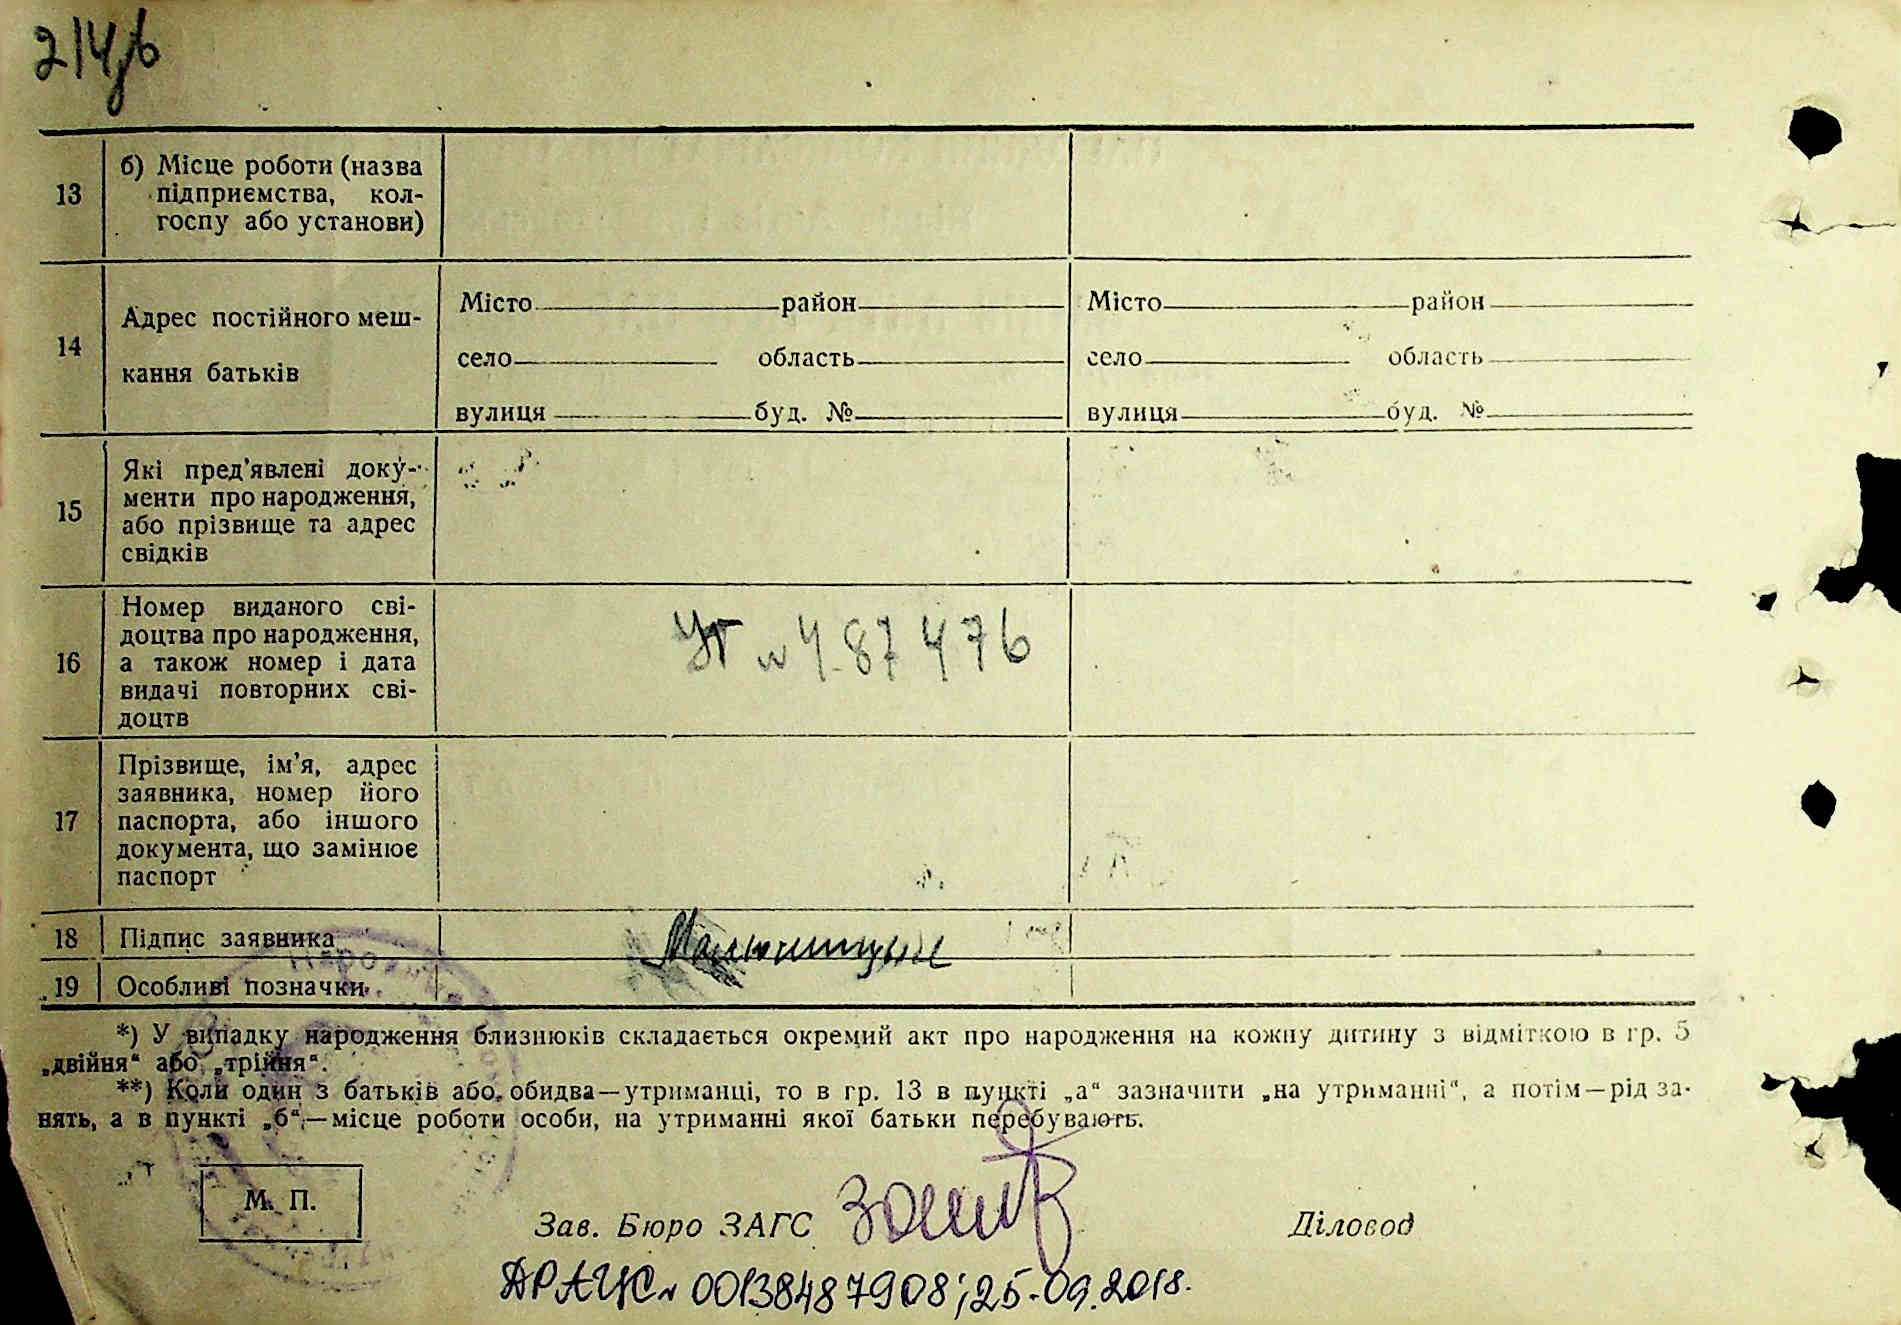 13
б) Місце роботи (назва
підприємства, кол-
госпу або установи)
14
Адрес постійного меш-
кання батьків
Місто район
село область
вулиця буд. №
Місто район
село область
вулиця буд. №
15
Які пред'явлені доку-
менти про народження,
або прізвище та адрес
свідків
16
Номер виданого сві-
доцтва про народження,
а також номер і дата
видачі повторних сві-
доцтв
487476
17
Прізвище, ім'я, адрес
заявника, номер його
паспорта, або іншого
документа, що замінює
паспорт
18 Підпис заявника
19 Особливі позначки
*) У випадку народження близнюків складається окремий акт про народження на кожну дитину з відміткою в гр. 5
„двійня“ або „трійня“.
**) Коли один з батьків або обидва—утриманці, то в гр. 13 в пункті „а“ зазначити „на утриманні“, а потім—рід за-
нять, а в пункті „б“,—місце роботи особи, на утриманні якої батьки перебувають.
М. П.
Зав. Бюро ЗАГС
Діловод
ДРАЦС № 00138487908; 25.09.2018.